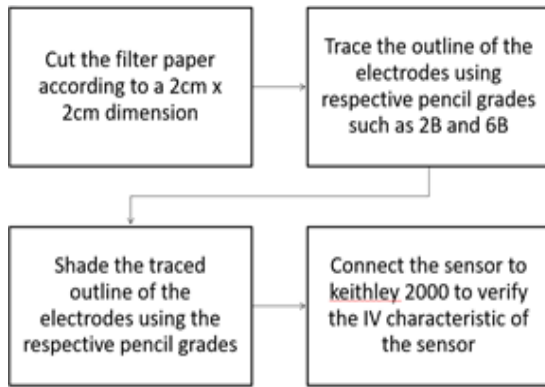 Cut the filter paper
according to a 2cm x
2cm dimension
Trace the outline of the
electrodes using
respective pencil grades
such as 2B and 6B
Shade the traced
outline of the
electrodes using the
respective pencil grades
Connect the sensor to
keithley 2000 to verify
the IV characteristic of
the sensor